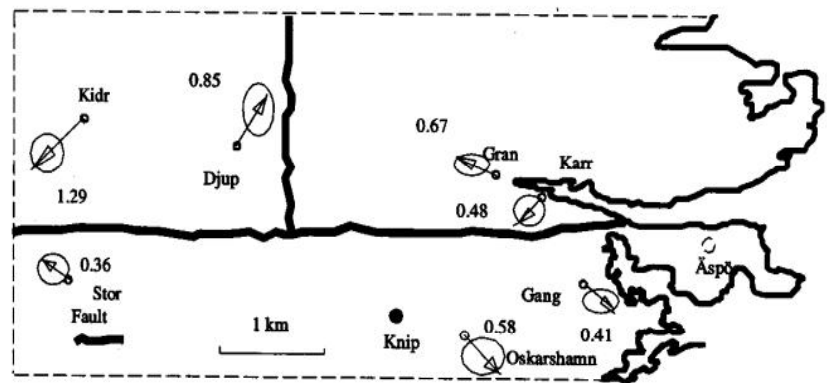 0.85
Kidr
0.67
Gran
Karr
Djup
1.29
0.48
0.36
Äspö
Stor
Gang
Fault
1 km
0.58
0.41
Knip
Oskarshamn